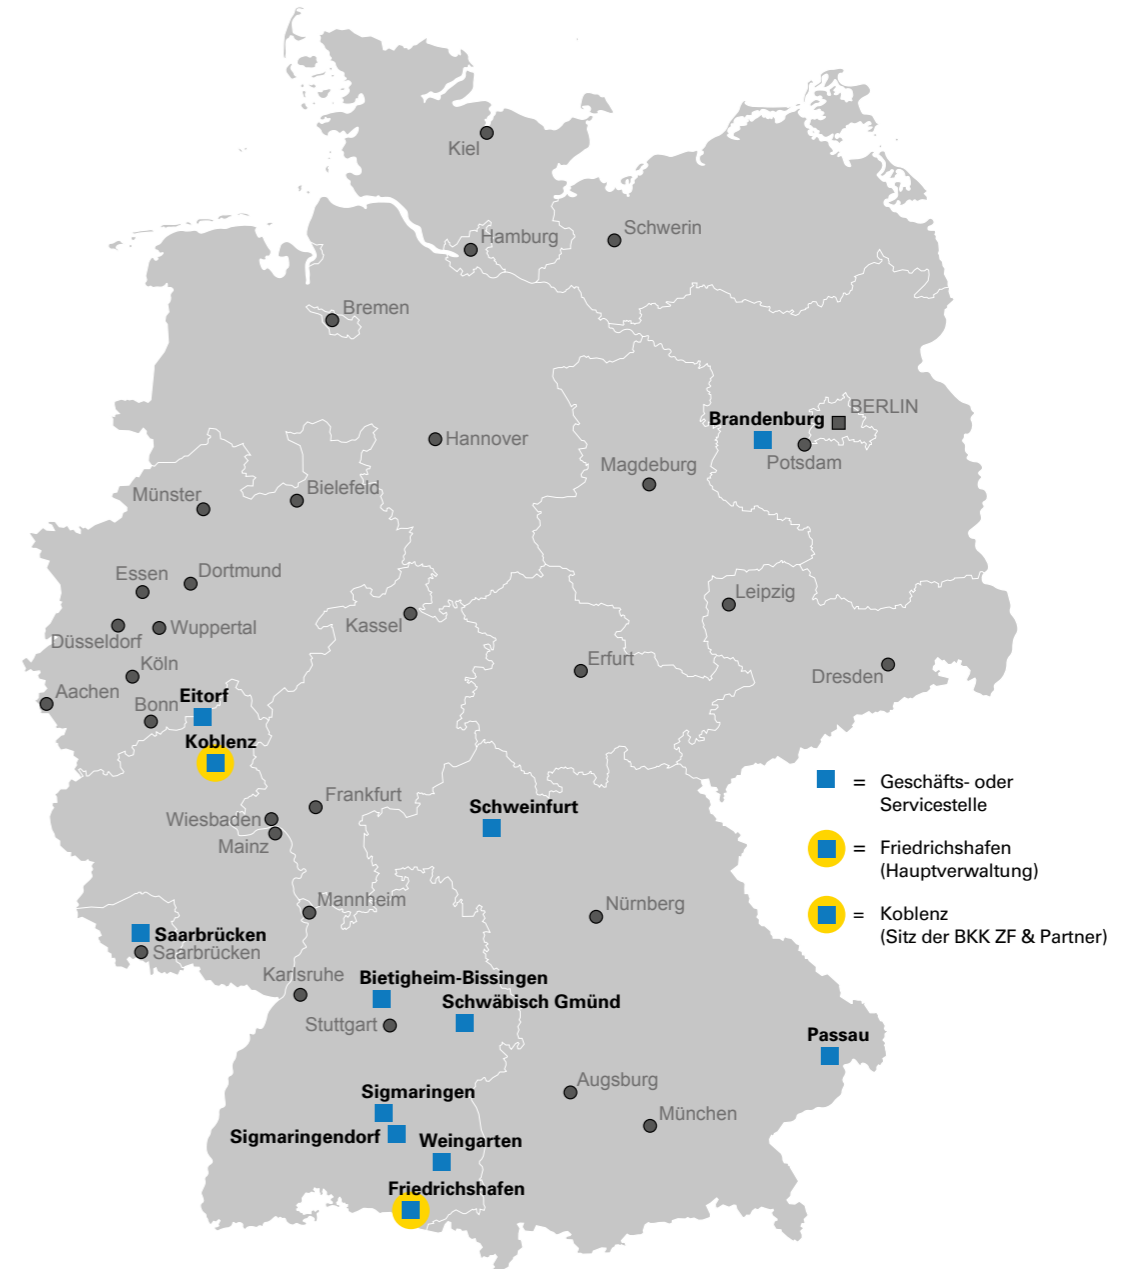 Kiel
Schwerin
Hamburg
Bremen
BERLIN
Brandenburg
Hannover
Potsdam
Magdeburg
Bielefeld
Münster
Dortmund
Essen
Leipzig
Kassel
Wuppertal
Düsseldorf
Erfurt
Köln
Dresden
Aachen
Eitorf
Bonn
Koblenz
Frankfurt
Schweinfurt
Wiesbaden
Mainz
Mannheim
Nürnberg
Saarbrücken
Saarbrücken
Karlsruhe
Bietigheim-Bissingen
Schwäbisch Gmünd
Stuttgart
Passau
Augsburg
Sigmaringen
München
Sigmaringendorf
Weingarten
Friedrichshafen
= Geschäfts- oder
Servicestelle
= Friedrichshafen
(Hauptverwaltung)
= Koblenz
(Sitz der BKK ZF & Partner)